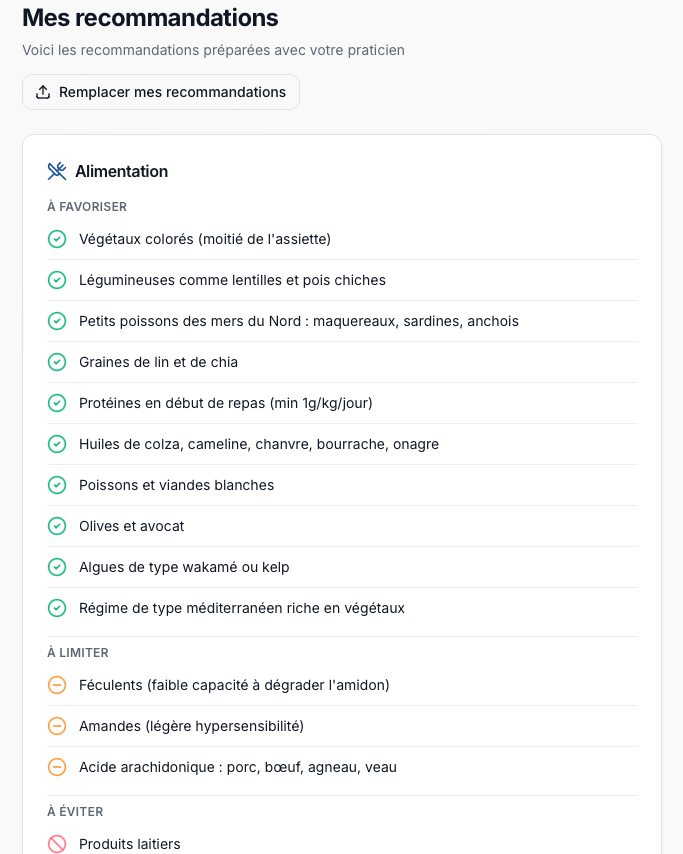 Mes recommandations
Voici les recommandations préparées avec votre praticien
Remplacer mes recommandations
Alimentation
À FAVORISER
Végétaux colorés (moitié de l'assiette)
Légumineuses comme lentilles et pois chiches
Petits poissons des mers du Nord : maquereaux, sardines, anchois
Graines de lin et de chia
Protéines en début de repas (min 1g/kg/jour)
Huiles de colza, cameline, chanvre, bourrache, onagre
Poissons et viandes blanches
Olives et avocat
Algues de type wakamé ou kelp
Régime de type méditerranéen riche en végétaux
À LIMITER
Féculents (faible capacité à dégrader l'amidon)
Amandes (légère hypersensibilité)
Acide arachidonique : porc, bœuf, agneau, veau
À ÉVITER
Produits laitiers